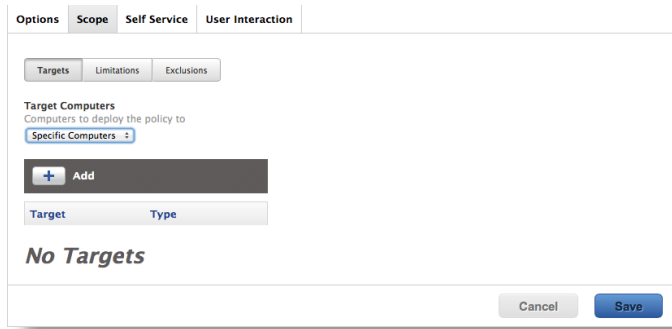 Options Scope Self Service User Interaction
Targets Limitations Exclusions
Target Computers
Computers to deploy the policy to
Specific Computers
+ Add
Target Type
No Targets
Cancel Save